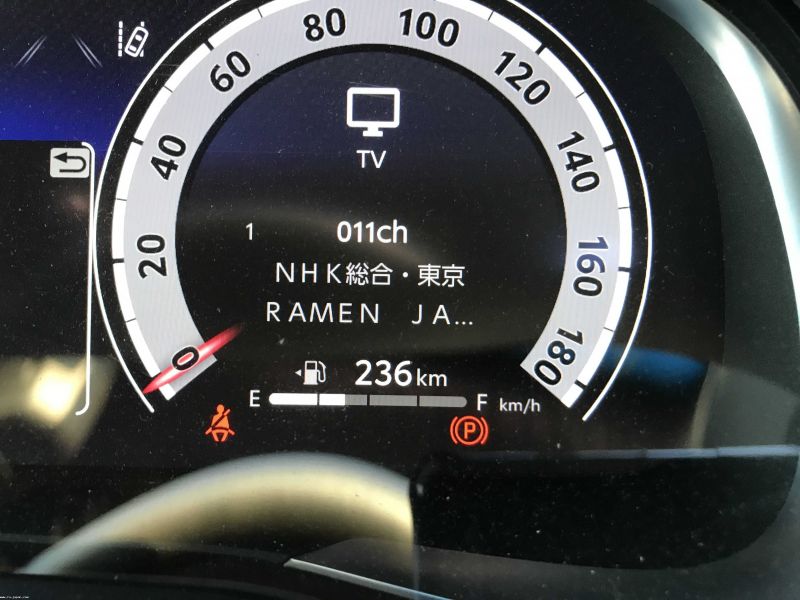 0
20
40
60
80
100
120
140
160
180
TV
1 011ch
NHK総合・東京
RAMEN JA...
236km
E F km/h
P